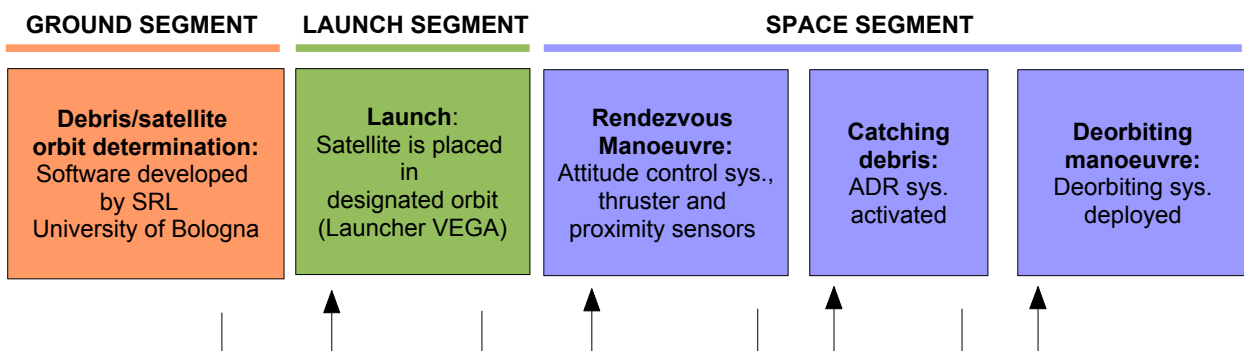 GROUND SEGMENT
LAUNCH SEGMENT
SPACE SEGMENT
Debris/satellite
orbit determination:
Software developed
by SRL
University of Bologna
Launch:
Satellite is placed
in
designated orbit
(Launcher VEGA)
Rendezvous
Manoeuvre:
Attitude control sys.,
thruster and
proximity sensors
Catching
debris:
ADR sys.
activated
Deorbiting
manoeuvre:
Deorbiting sys.
deployed